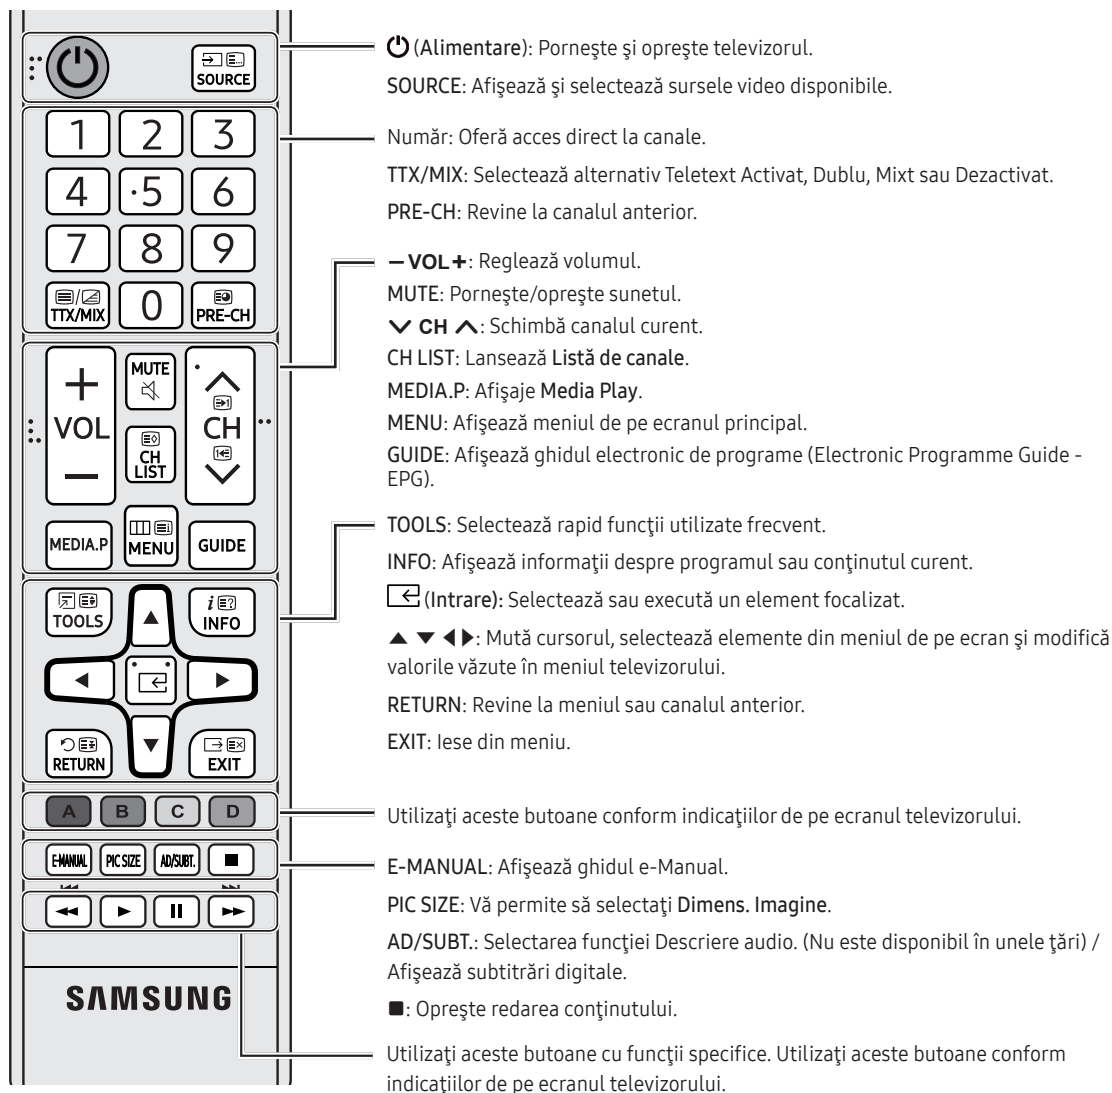 SOURCE
1 2 3
4 ·5 6
7 8 9
TTX/MIX 0 PRE-CH
+ VOL −
MUTE
CH
LIST
CH
MEDIA.P MENU GUIDE
TOOLS INFO
RETURN EXIT
A B C D
E-MANUAL PIC SIZE AD/SUBT.
SAMSUNG
(Alimentare): Porneşte şi opreşte televizorul.
SOURCE: Afişează şi selectează sursele video disponibile.
Număr: Oferă acces direct la canale.
TTX/MIX: Selectează alternativ Teletext Activat, Dublu, Mixt sau Dezactivat.
PRE-CH: Revine la canalul anterior.
− VOL +: Reglează volumul.
MUTE: Porneşte/opreşte sunetul.
CH : Schimbă canalul curent.
CH LIST: Lansează Listă de canale.
MEDIA.P: Afişaje Media Play.
MENU: Afişează meniul de pe ecranul principal.
GUIDE: Afişează ghidul electronic de programe (Electronic Programme Guide -
EPG).
TOOLS: Selectează rapid funcţii utilizate frecvent.
INFO: Afişează informaţii despre programul sau conţinutul curent.
(Intrare): Selectează sau execută un element focalizat.
▲ ▼ ◀ ▶: Mută cursorul, selectează elemente din meniul de pe ecran şi modifică
valorile văzute în meniul televizorului.
RETURN: Revine la meniul sau canalul anterior.
EXIT: Iese din meniu.
Utilizaţi aceste butoane conform indicaţiilor de pe ecranul televizorului.
E-MANUAL: Afişează ghidul e-Manual.
PIC SIZE: Vă permite să selectaţi Dimens. Imagine.
AD/SUBT.: Selectarea funcţiei Descriere audio. (Nu este disponibil în unele ţări) /
Afişează subtitrări digitale.
■: Opreşte redarea conţinutului.
Utilizaţi aceste butoane cu funcţii specifice. Utilizaţi aceste butoane conform
indicaţiilor de pe ecranul televizorului.